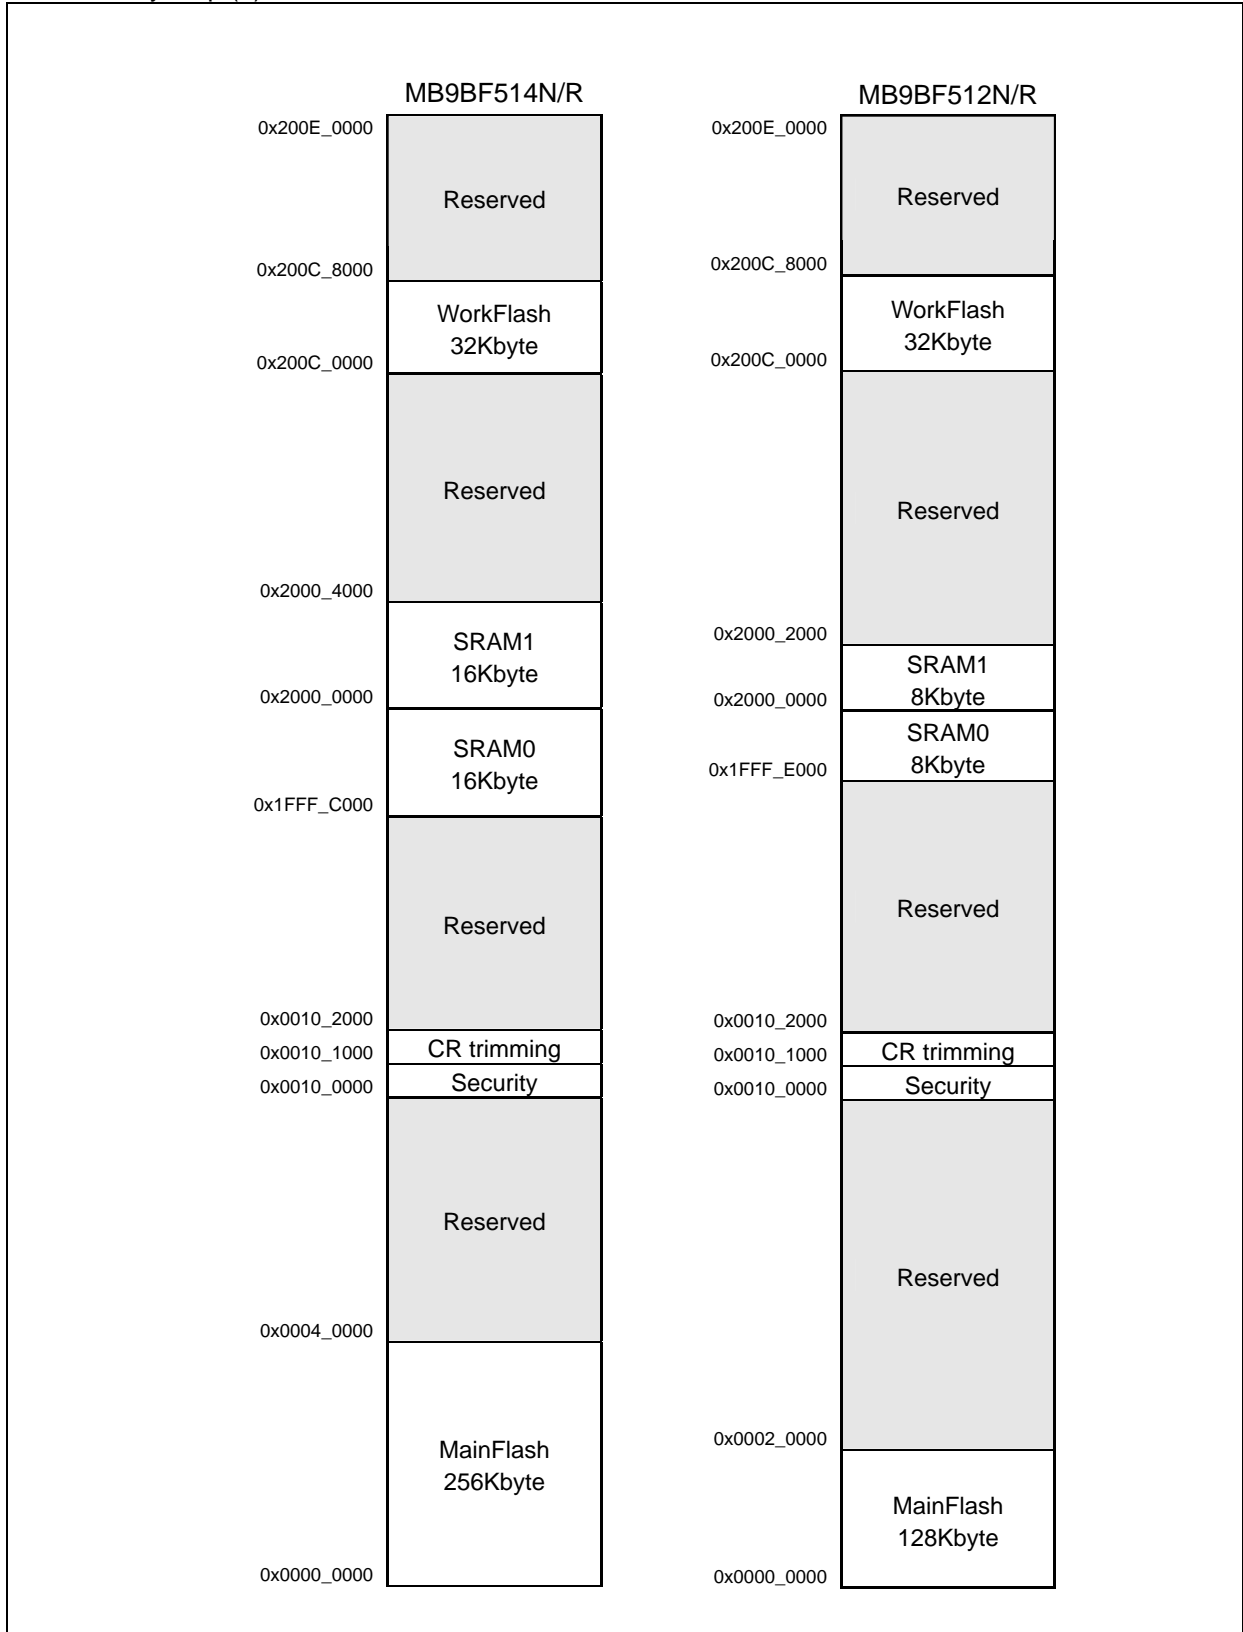 MB9BF514N/R
0x200E_0000
Reserved
0x200C_8000
WorkFlash
32Kbyte
0x200C_0000
Reserved
0x2000_4000
SRAM1
16Kbyte
0x2000_0000
SRAM0
16Kbyte
0x1FFF_C000
Reserved
0x0010_2000
CR trimming
0x0010_1000
Security
0x0010_0000
Reserved
0x0004_0000
MainFlash
256Kbyte
0x0000_0000
MB9BF512N/R
0x200E_0000
Reserved
0x200C_8000
WorkFlash
32Kbyte
0x200C_0000
Reserved
0x2000_2000
SRAM1
8Kbyte
0x2000_0000
SRAM0
8Kbyte
0x1FFF_E000
Reserved
0x0010_2000
CR trimming
0x0010_1000
Security
0x0010_0000
Reserved
0x0002_0000
MainFlash
128Kbyte
0x0000_0000